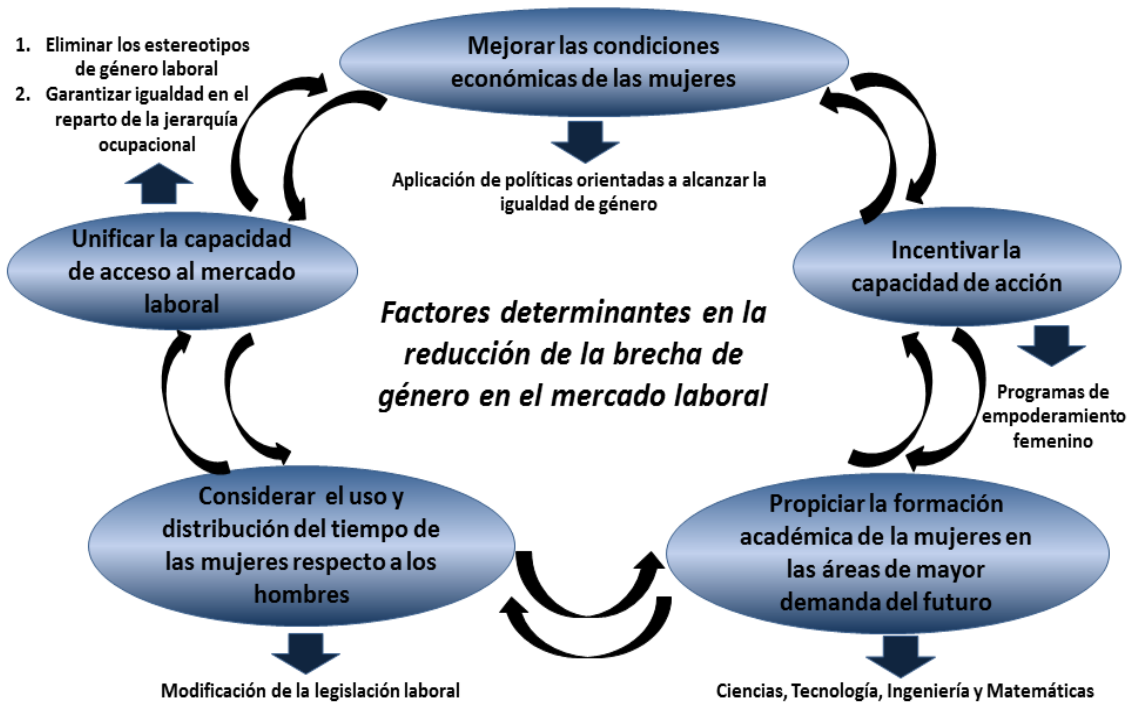 1. Eliminar los estereotipos
de género laboral
2. Garantizar igualdad en el
reparto de la jerarquía
ocupacional
Mejorar las condiciones
económicas de las mujeres
Aplicación de políticas orientadas a alcanzar la
igualdad de género
Unificar la capacidad
de acceso al mercado
laboral
Incentivar la
capacidad de acción
Factores determinantes en la
reducción de la brecha de
género en el mercado laboral
Programas de
empoderamiento
femenino
Considerar el uso y
distribución del tiempo de
las mujeres respecto a los
hombres
Propiciar la formación
académica de la mujeres en
las áreas de mayor
demanda del futuro
Modificación de la legislación laboral
Ciencias, Tecnología, Ingeniería y Matemáticas